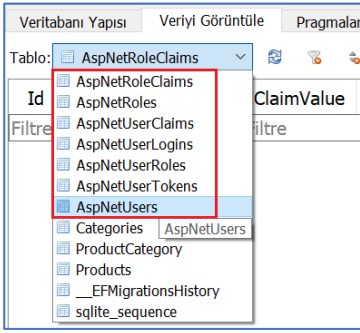 Veritabanı Yapısı Veriyi Görüntüle Pragmalar
Tablo: AspNetRoleClaims
Id ClaimValue
Filtre Filtre
AspNetRoleClaims
AspNetRoles
AspNetUserClaims
AspNetUserLogins
AspNetUserRoles
AspNetUserTokens
AspNetUsers
Categories AspNetUsers
ProductCategory
Products
__EFMigrationsHistory
sqlite_sequence